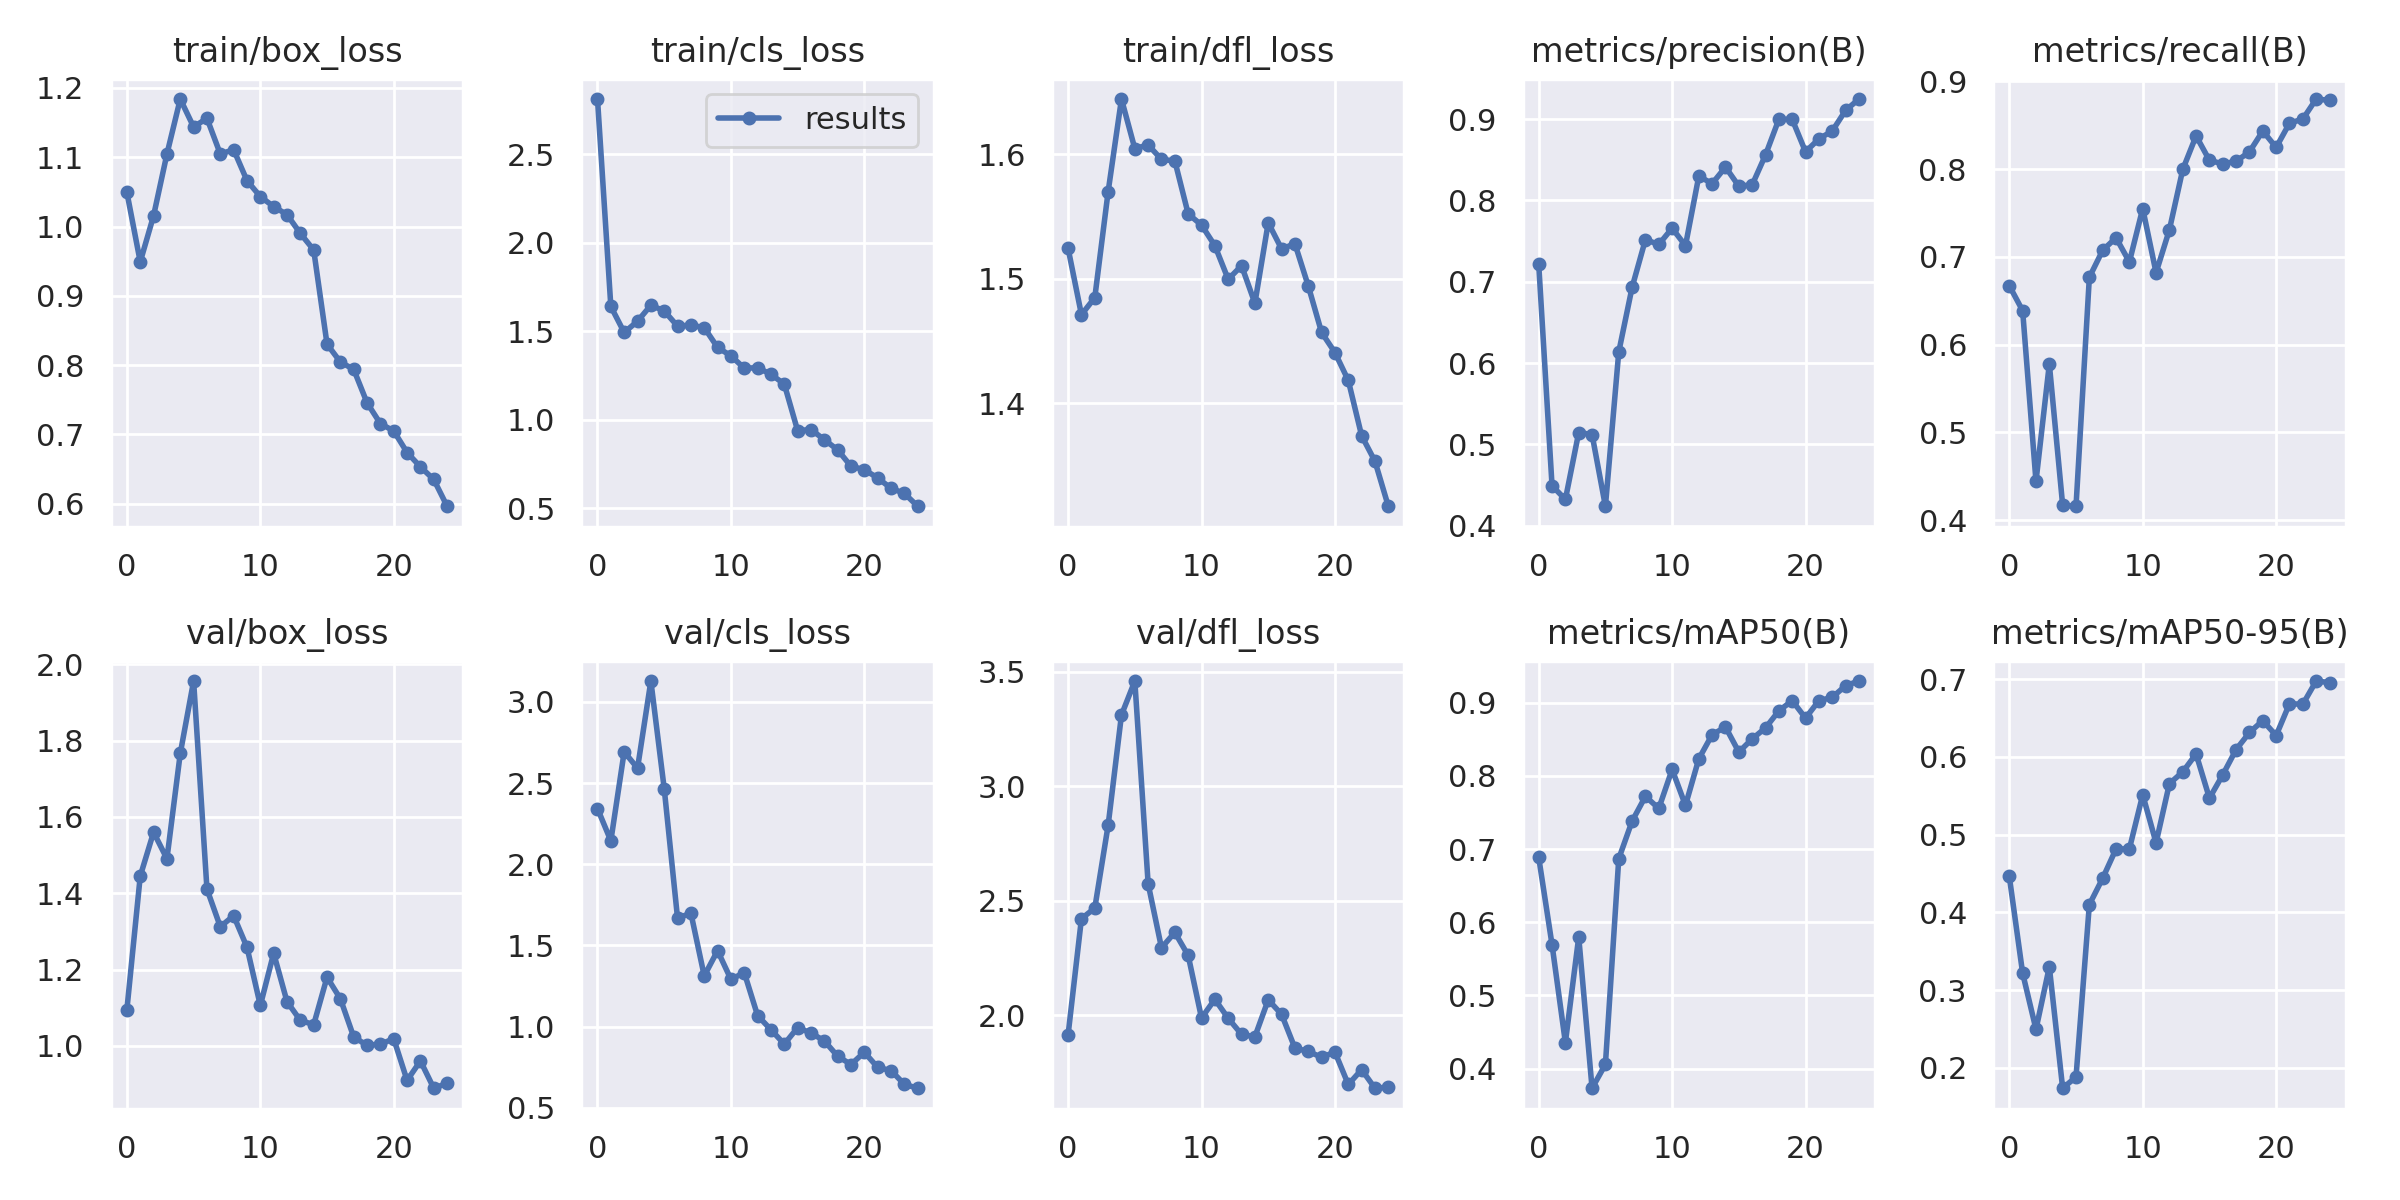 train/box_loss
train/cls_loss
train/dfl_loss
metrics/precision(B)
metrics/recall(B)
1.2
1.1
1.0
0.9
0.8
0.7
0.6
0 10 20
results
2.5
2.0
1.5
1.0
0.5
0 10 20
1.6
1.5
1.4
0 10 20
0.9
0.8
0.7
0.6
0.5
0.4
0 10 20
0.9
0.8
0.7
0.6
0.5
0.4
0 10 20
val/box_loss
val/cls_loss
val/dfl_loss
metrics/mAP50(B)
metrics/mAP50-95(B)
2.0
1.8
1.6
1.4
1.2
1.0
0 10 20
3.0
2.5
2.0
1.5
1.0
0.5
0 10 20
3.5
3.0
2.5
2.0
0 10 20
0.9
0.8
0.7
0.6
0.5
0.4
0 10 20
0.7
0.6
0.5
0.4
0.3
0.2
0 10 20